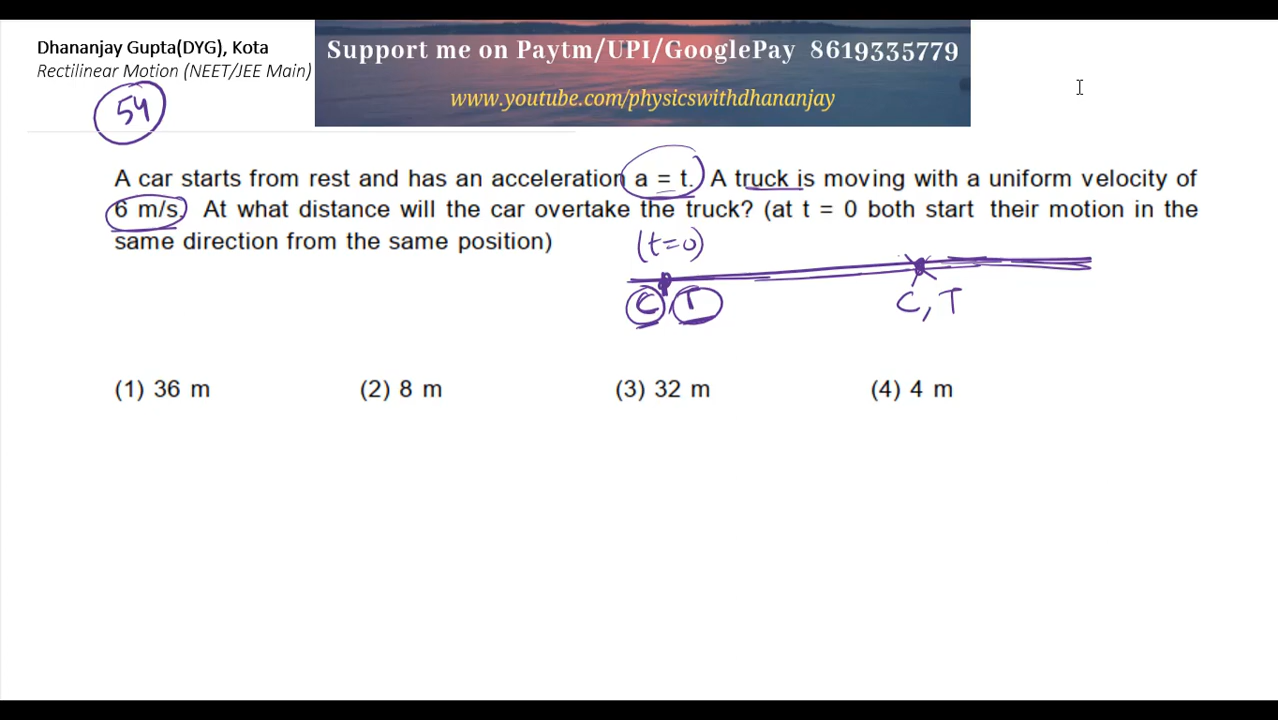 Dhananjay Gupta(DYG), Kota
Rectilinear Motion (NEET/JEE Main)
54
Support me on Paytm/UPI/GooglePay 8619335779
www.youtube.com/physicswithdhananjay
A car starts from rest and has an acceleration a = t. A truck is moving with a uniform velocity of
6 m/s. At what distance will the car overtake the truck? (at t = 0 both start their motion in the
same direction from the same position)
(t=0)
C, T
C, T
(1) 36 m (2) 8 m (3) 32 m (4) 4 m